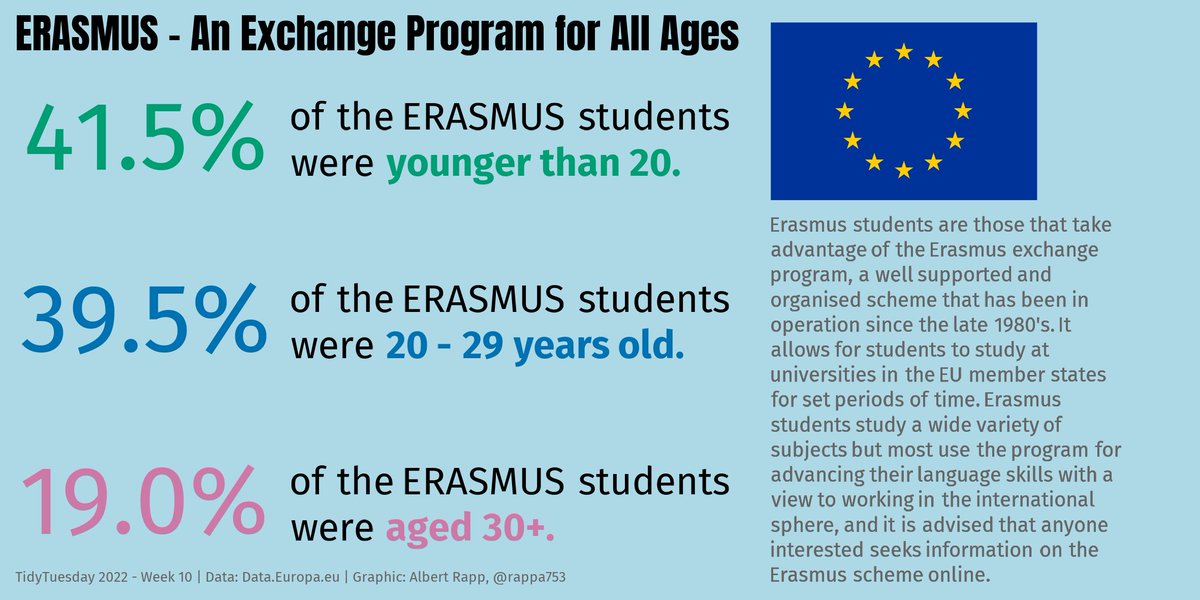 ERASMUS - An Exchange Program for All Ages
41.5%
of the ERASMUS students
were younger than 20.
39.5%
of the ERASMUS students
were 20 - 29 years old.
19.0%
of the ERASMUS students
were aged 30+.
Erasmus students are those that take
advantage of the Erasmus exchange
program, a well supported and
organised scheme that has been in
operation since the late 1980's. It
allows for students to study at
universities in the EU member states
for set periods of time. Erasmus
students study a wide variety of
subjects but most use the program for
advancing their language skills with a
view to working in the international
sphere, and it is advised that anyone
interested seeks information on the
Erasmus scheme online.
TidyTuesday 2022 - Week 10 | Data: Data.Europa.eu | Graphic: Albert Rapp, @rappa753